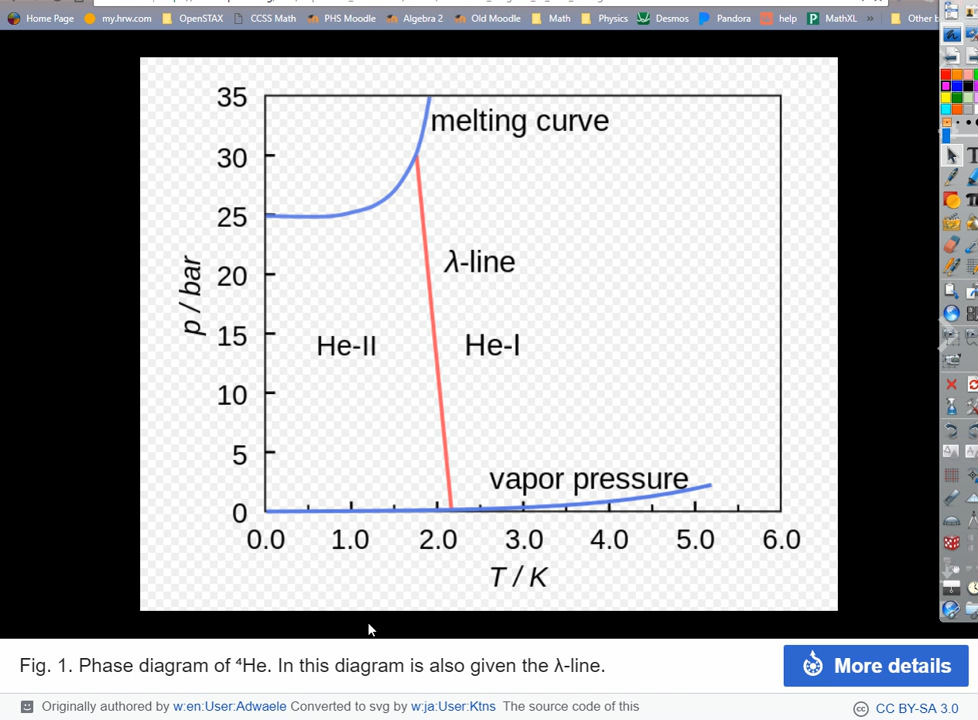 Home Page my.hrw.com OpenSTAX CCSS Math PHS Moodle Algebra 2 Old Moodle Math Physics Desmos Pandora help MathXL » Other b
35
melting curve
30
25
20
λ-line
p / bar
15
He-II He-I
10
5
vapor pressure
0
0.0 1.0 2.0 3.0 4.0 5.0 6.0
T / K
Fig. 1. Phase diagram of ⁴He. In this diagram is also given the λ-line.
More details
Originally authored by w:en:User:Adwaele Converted to svg by w:ja:User:Ktns The source code of this
CC BY-SA 3.0